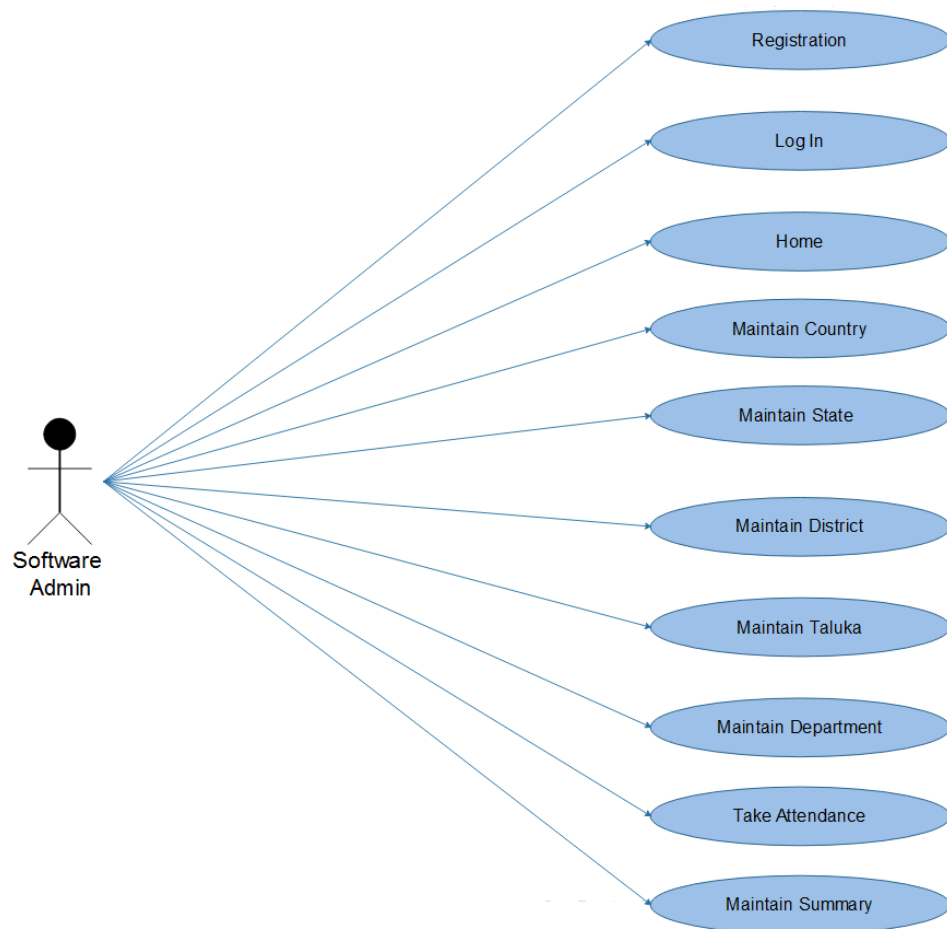 Registration
Log In
Home
Maintain Country
Maintain State
Software
Admin
Maintain District
Maintain Taluka
Maintain Department
Take Attendance
Maintain Summary